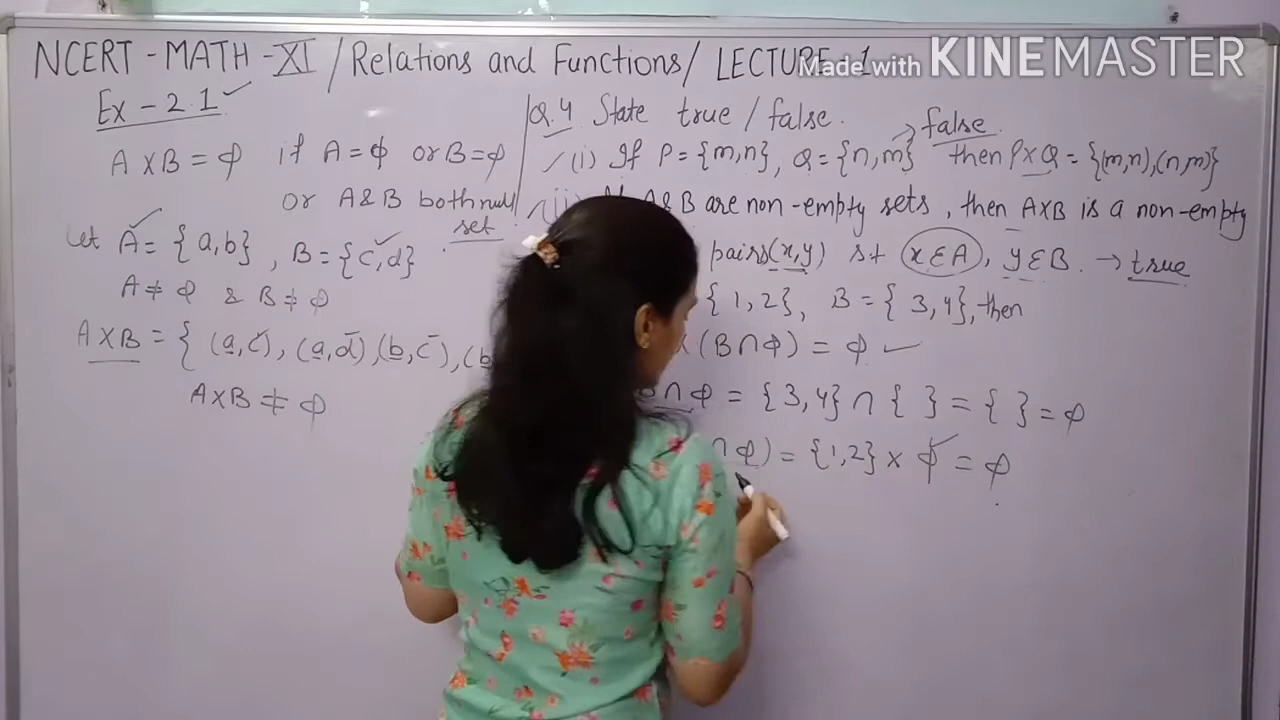 NCERT - MATH - XI / Relations and Functions / LECTURE - 1
Made with KINEMASTER
Ex - 2.1
A X B = φ if A = φ or B = φ
or A & B both null set
Let A = {a,b} , B = {c,d}
A ≠ φ & B ≠ φ
A X B = { (a,c), (a,d), (b,c), (b
A X B ≠ φ
Q.4 State true / false.
→ false
(i) If P = {m,n}, Q = {n,m} then P X Q = {(m,n),(n,m)}
A & B are non-empty sets, then A X B is a non-empty
pairs (x,y) st x ∈ A, y ∈ B. → true
{ 1, 2 }, B = { 3, 4 }, then
(B ∩ φ) = φ
∩ φ = {3,4} ∩ { } = { } = φ
∩ φ) = {1,2} x φ = φ